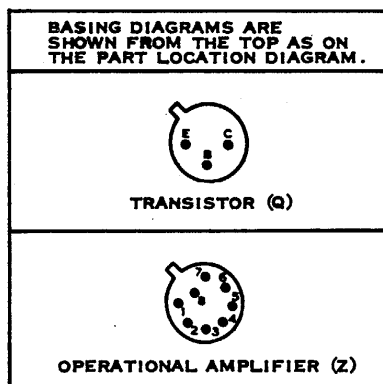 BASING DIAGRAMS ARE
SHOWN FROM THE TOP AS ON
THE PART LOCATION DIAGRAM.
E C
B
TRANSISTOR (Q)
7 6
8 5
1
2 3 4
OPERATIONAL AMPLIFIER (Z)